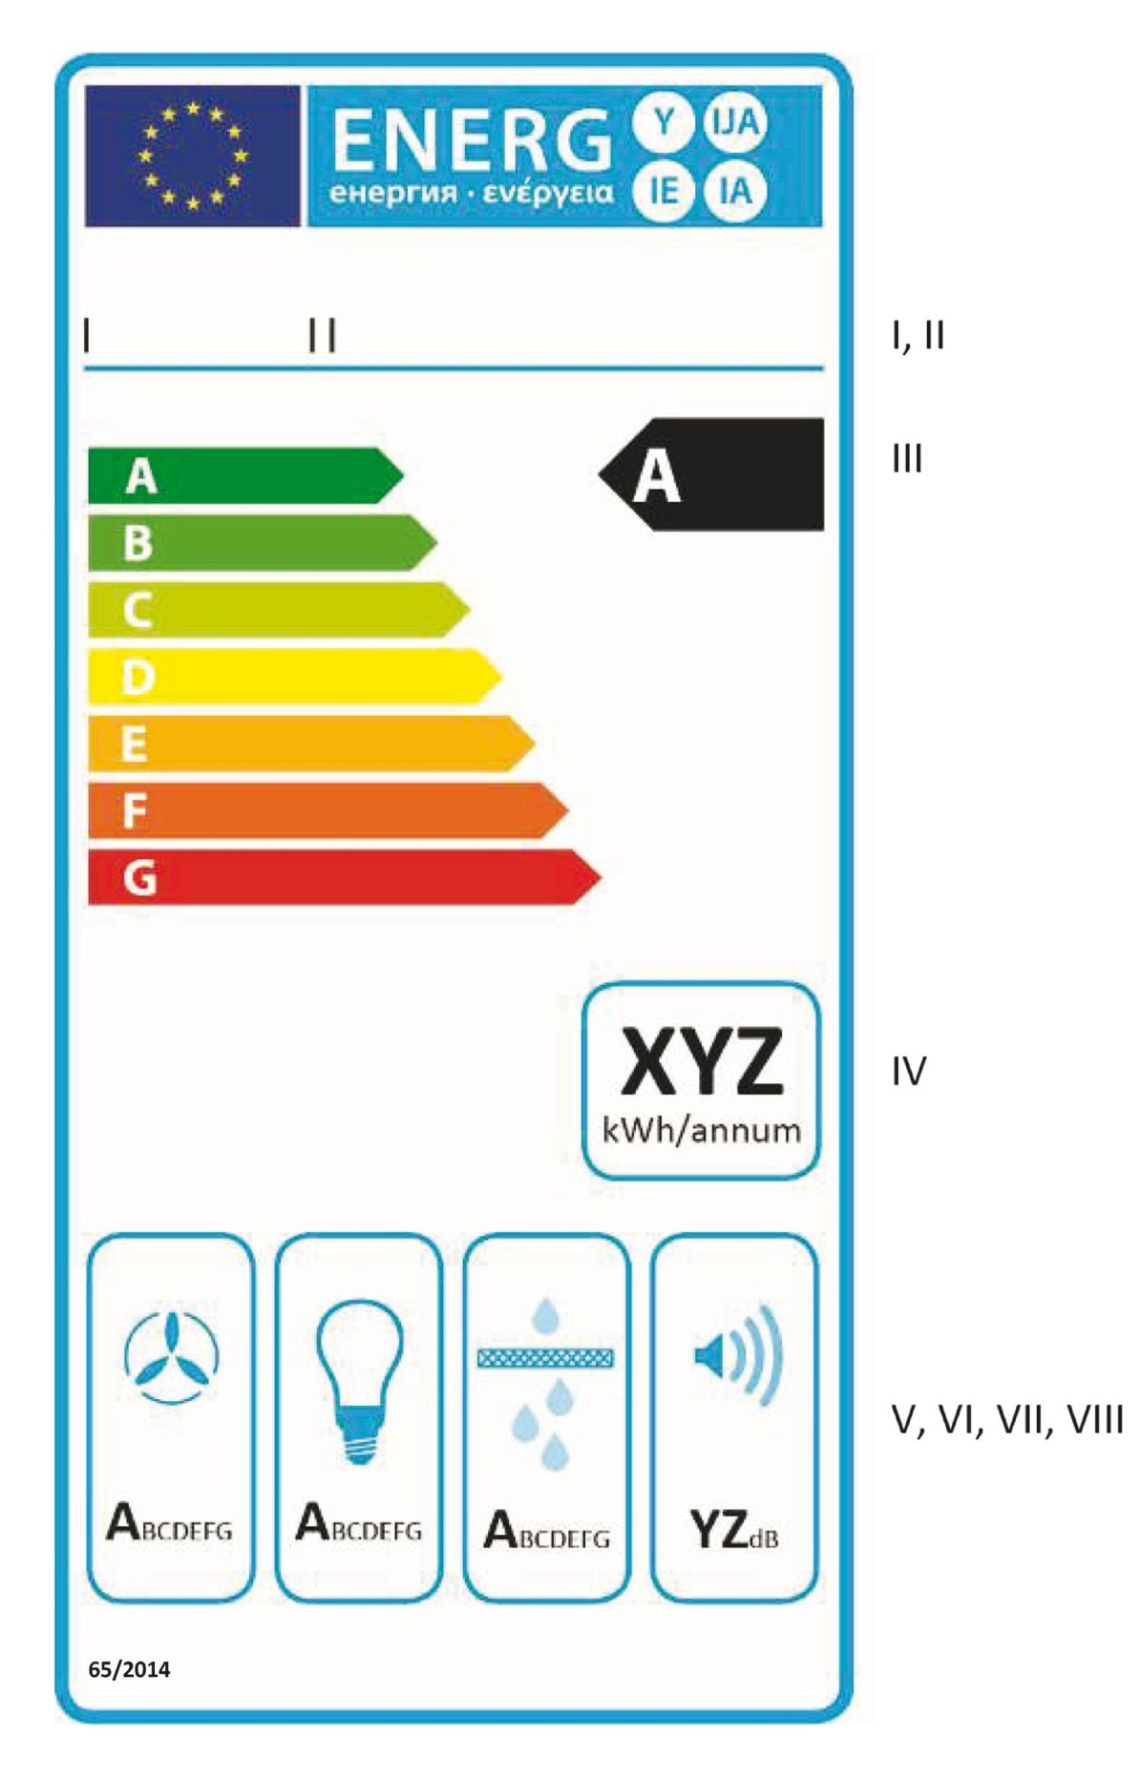 ENERG Y IJA
енергия · ενέργεια IE IA
I II I, II
A A III
B
C
D
E
F
G
XYZ IV
kWh/annum
V, VI, VII, VIII
ABCDEFG ABCDEFG ABCDEFG YZdB
65/2014